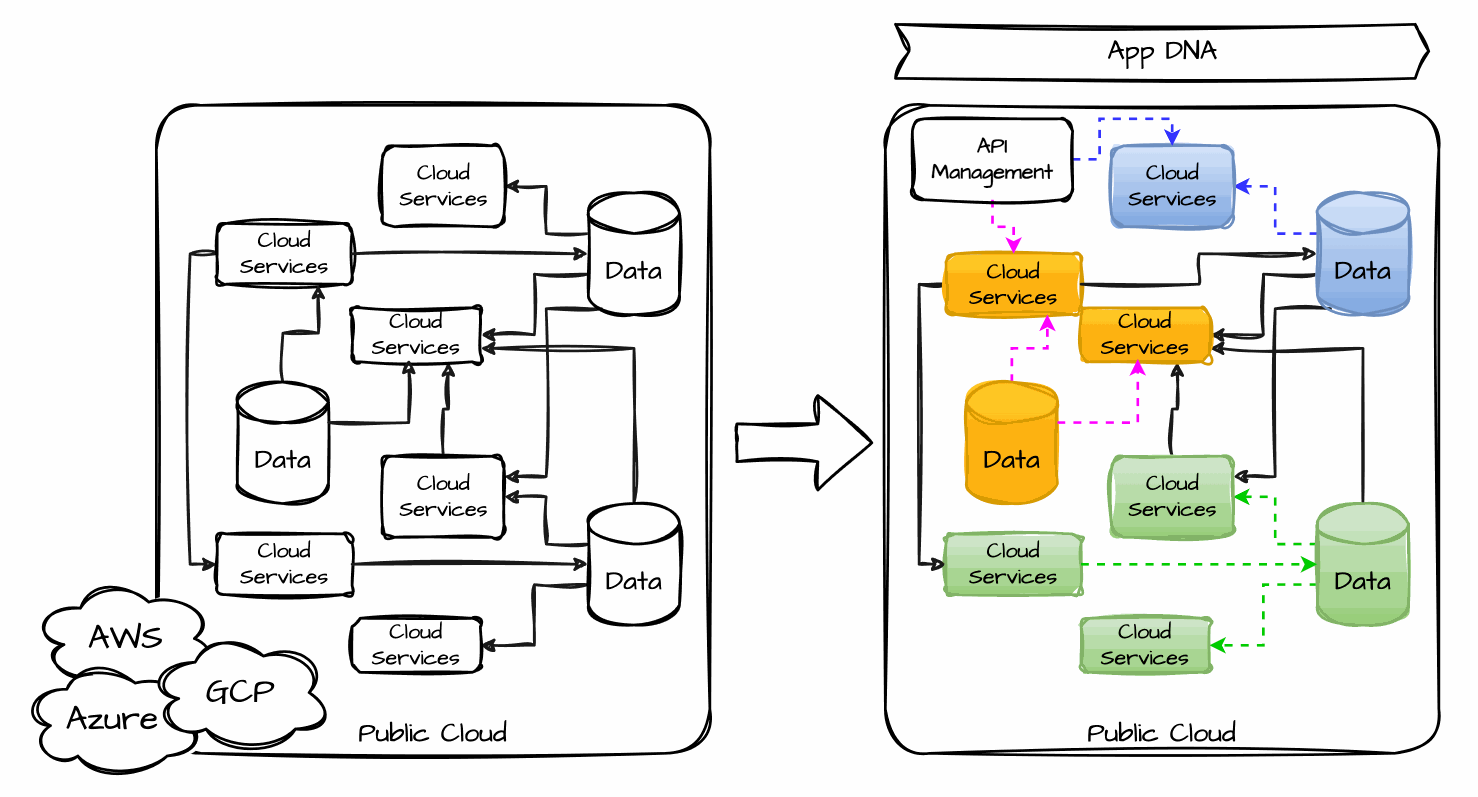 App DNA
Cloud
Services
Cloud
Services
Data
Cloud
Services
Data
Cloud
Services
Cloud
Services
Data
Cloud
Services
AWS
GCP
Azure
Public Cloud
API
Management
Cloud
Services
Cloud
Services
Data
Cloud
Services
Data
Cloud
Services
Cloud
Services
Data
Cloud
Services
Public Cloud